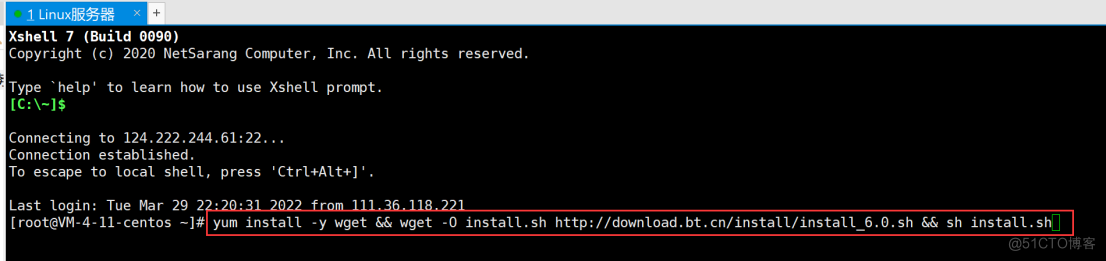 1 Linux服务器 × +
Xshell 7 (Build 0090)
Copyright (c) 2020 NetSarang Computer, Inc. All rights reserved.
Type `help' to learn how to use Xshell prompt.
[C:\~]$
Connecting to 124.222.244.61:22...
Connection established.
To escape to local shell, press 'Ctrl+Alt+]'.
Last login: Tue Mar 29 22:20:31 2022 from 111.36.118.221
[root@VM-4-11-centos ~]# yum install -y wget && wget -O install.sh http://download.bt.cn/install/install_6.0.sh && sh install.sh
@51CTO博客